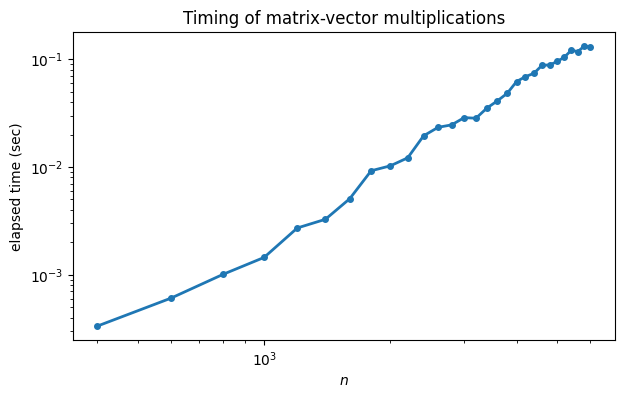 Timing of matrix-vector multiplications
elapsed time (sec)
10⁻¹
10⁻²
10⁻³
10³
n